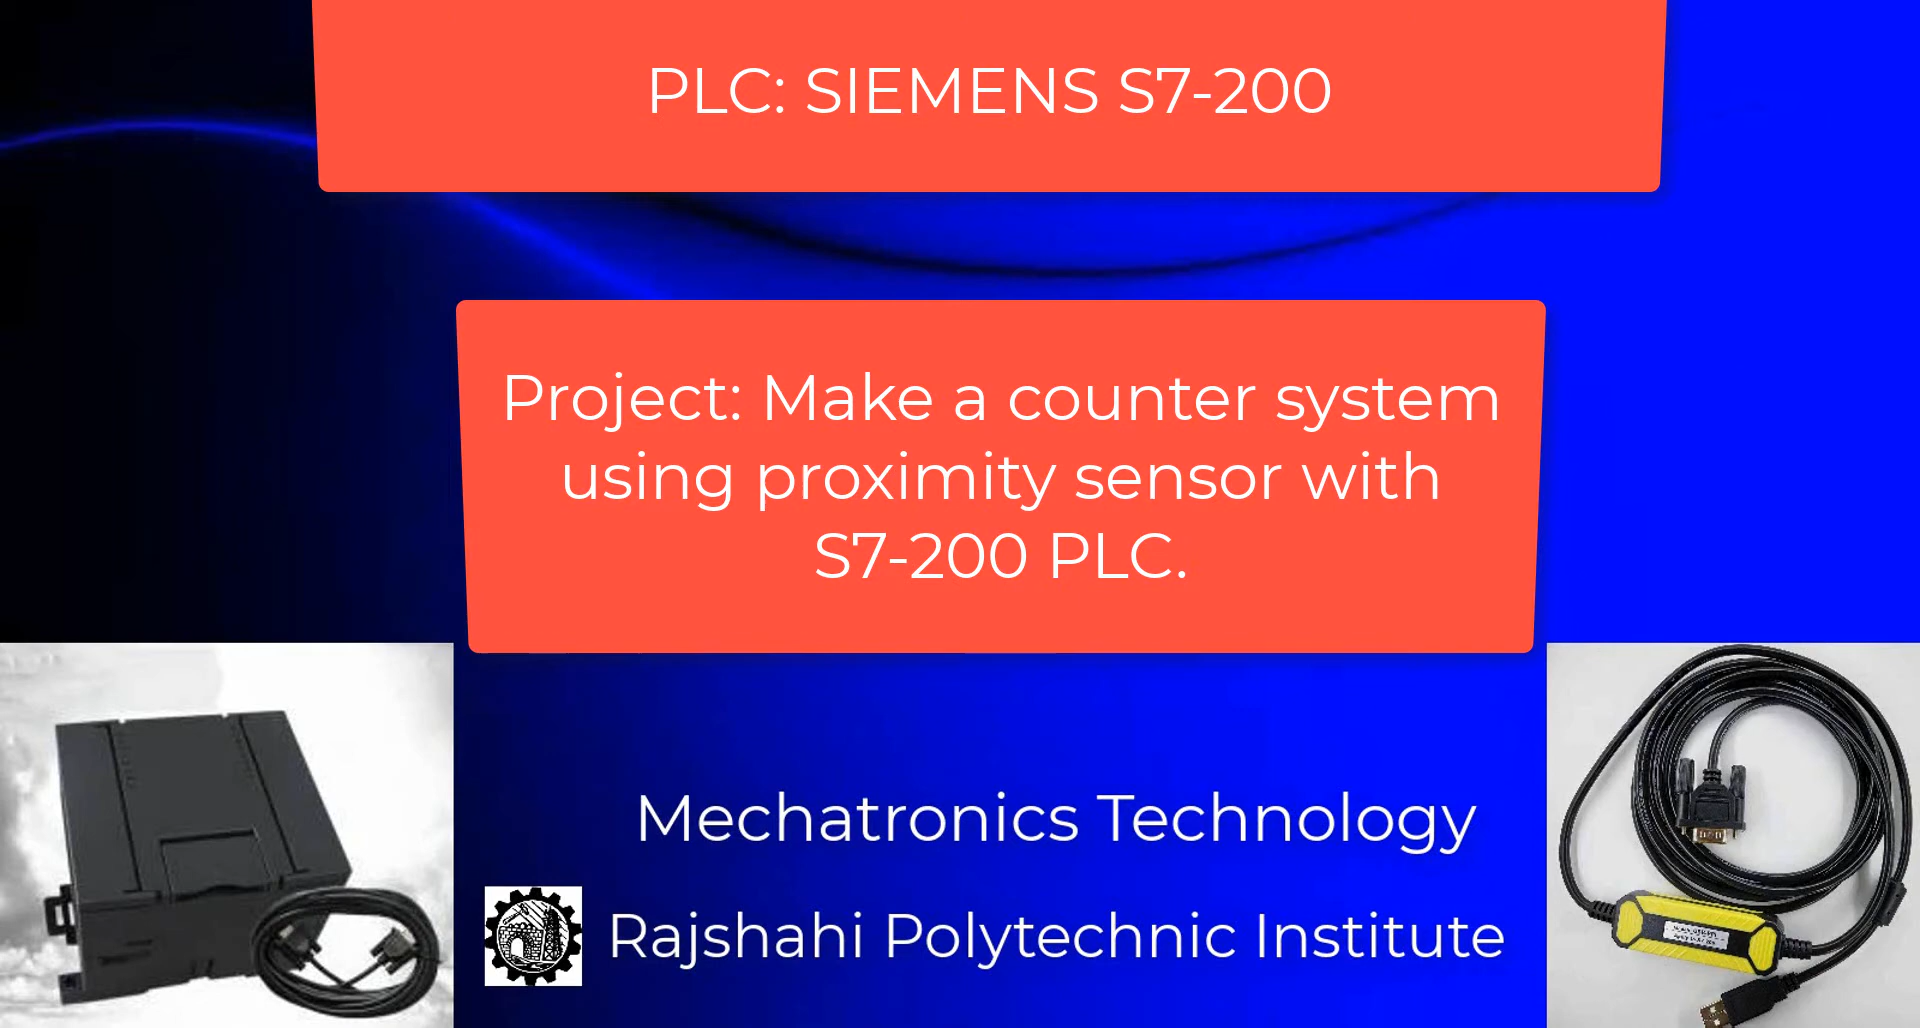 PLC: SIEMENS S7-200
Project: Make a counter system
using proximity sensor with
S7-200 PLC.
Mechatronics Technology
Rajshahi Polytechnic Institute